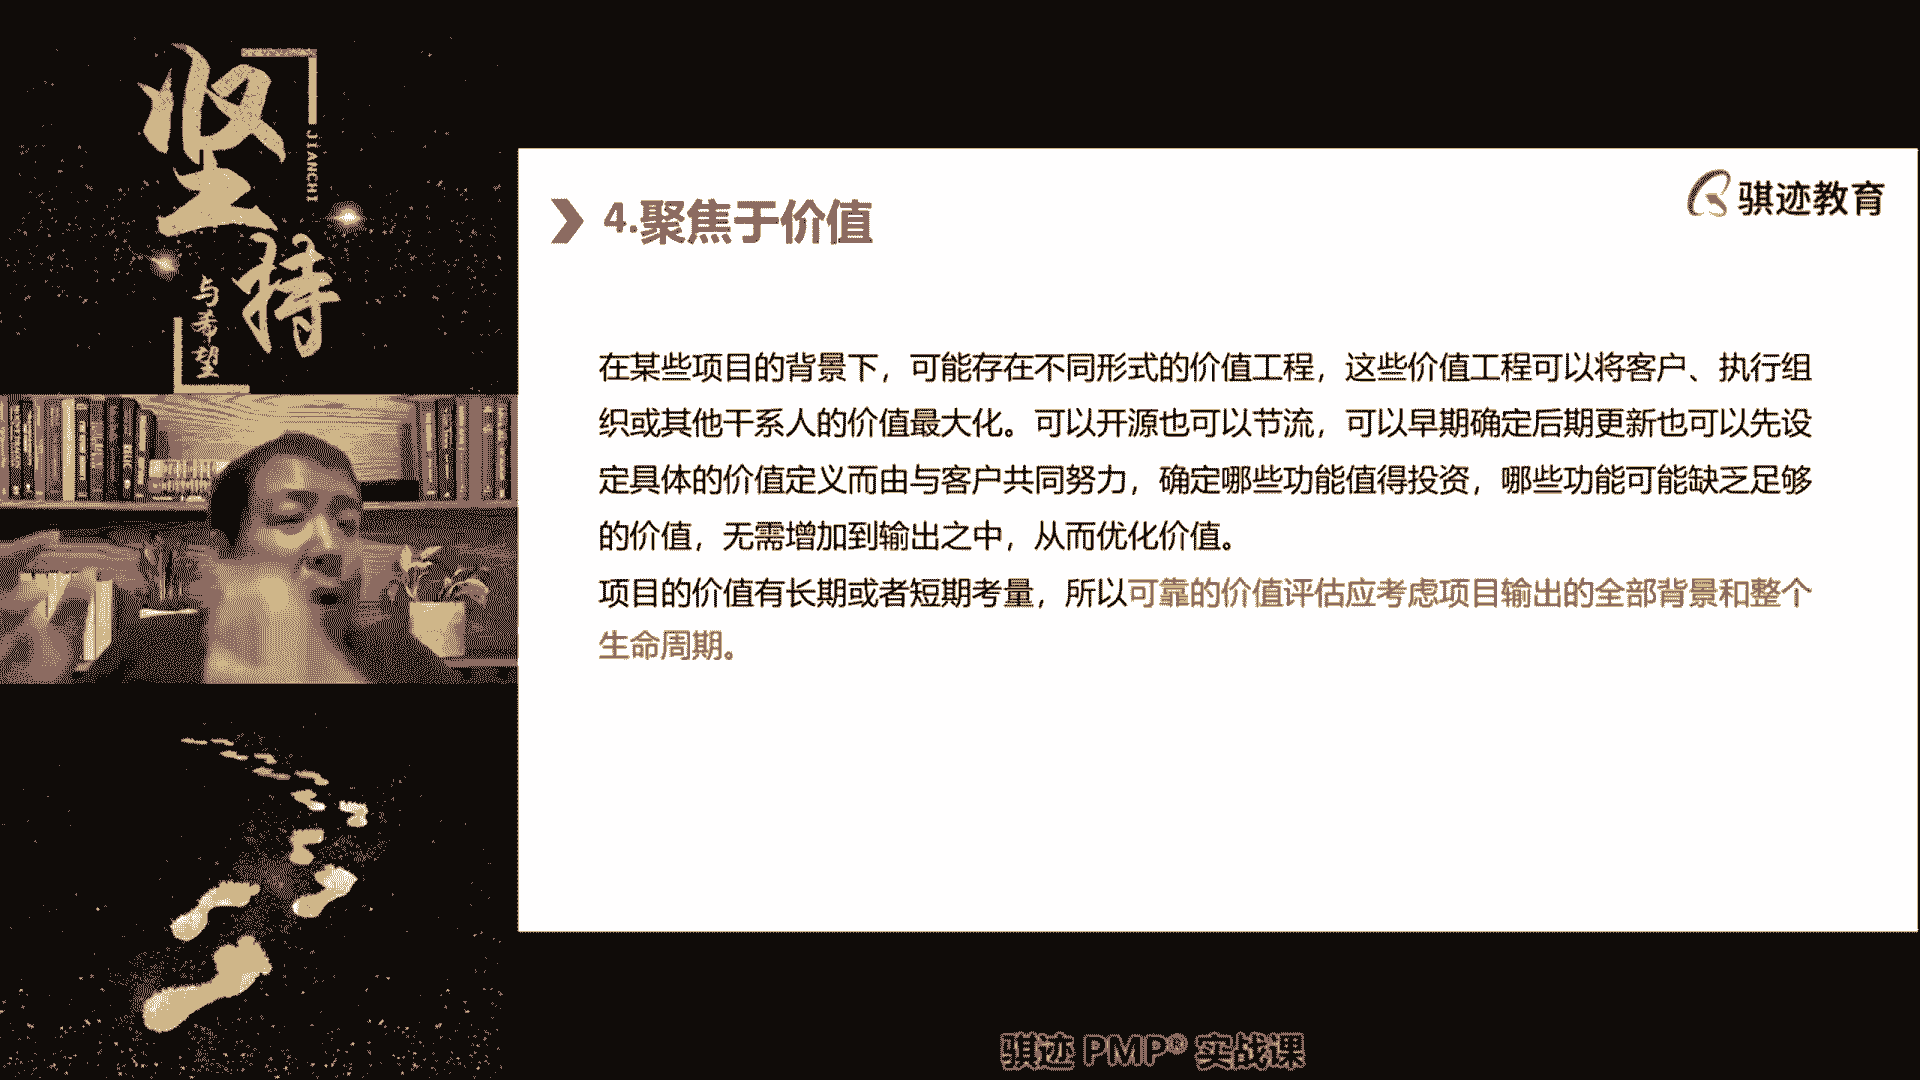 坚持
JIANCHI
与希望
骐迹教育
4.聚焦于价值
在某些项目的背景下，可能存在不同形式的价值工程，这些价值工程可以将客户、执行组
织或其他干系人的价值最大化。可以开源也可以节流，可以早期确定后期更新也可以先设
定具体的价值定义而由与客户共同努力，确定哪些功能值得投资，哪些功能可能缺乏足够
的价值，无需增加到输出之中，从而优化价值。
项目的价值有长期或者短期考量，所以可靠的价值评估应考虑项目输出的全部背景和整个
生命周期。
骐迹 PMP® 实战课